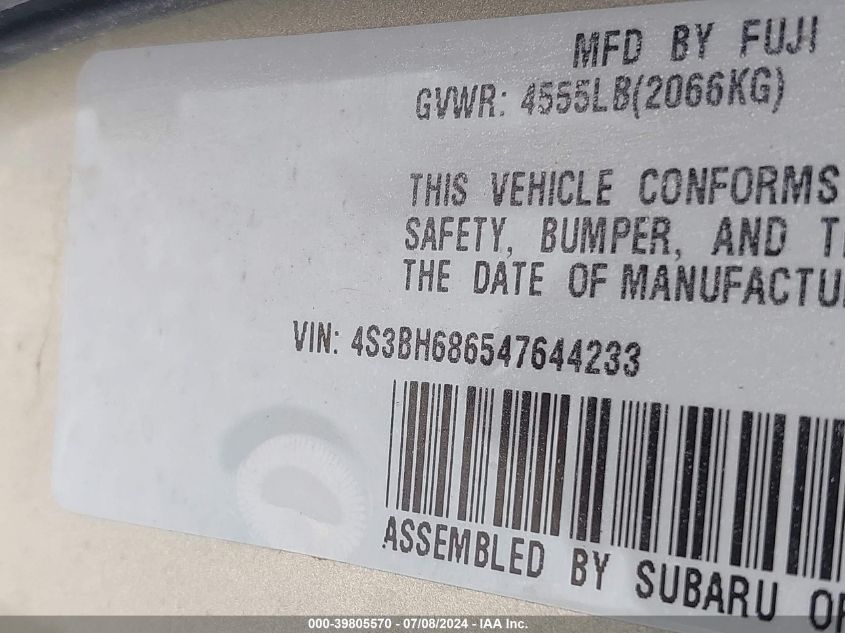 MFD BY FUJI
GVWR: 4555LB(2066KG)
THIS VEHICLE CONFORMS
SAFETY, BUMPER, AND
THE DATE OF MANUFACTU
VIN: 4S3BH686547644233
ASSEMBLED BY SUBARU OF
000-39805570 - 07/08/2024 - IAA Inc.